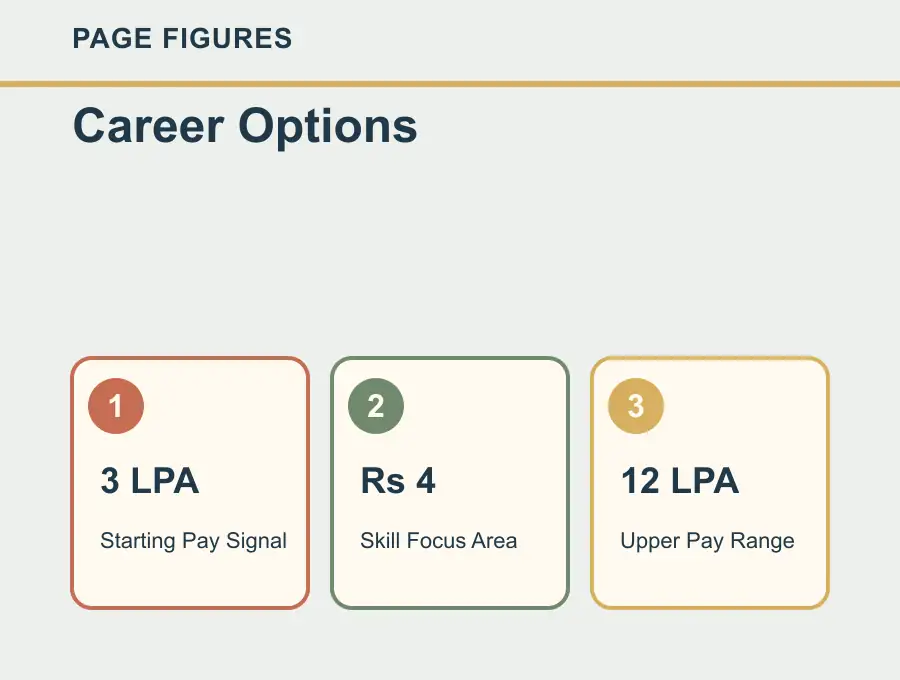 PAGE FIGURES
Career Options
1
3 LPA
Starting Pay Signal
2
Rs 4
Skill Focus Area
3
12 LPA
Upper Pay Range